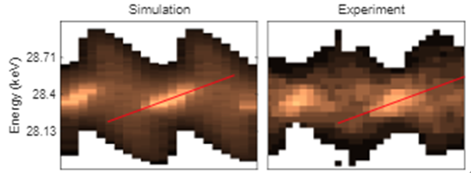 Simulation
Experiment
Energy (keV)
28.71
28.4
28.13